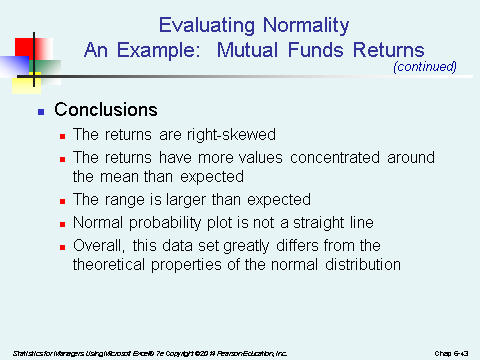 Evaluating Normality
An Example: Mutual Funds Returns
(continued)
Conclusions
The returns are right-skewed
The returns have more values concentrated around
the mean than expected
The range is larger than expected
Normal probability plot is not a straight line
Overall, this data set greatly differs from the
theoretical properties of the normal distribution
Statistics for Managers Using Microsoft Excel® 7e Copyright ©2014 Pearson Education, Inc.
Chap 6-43